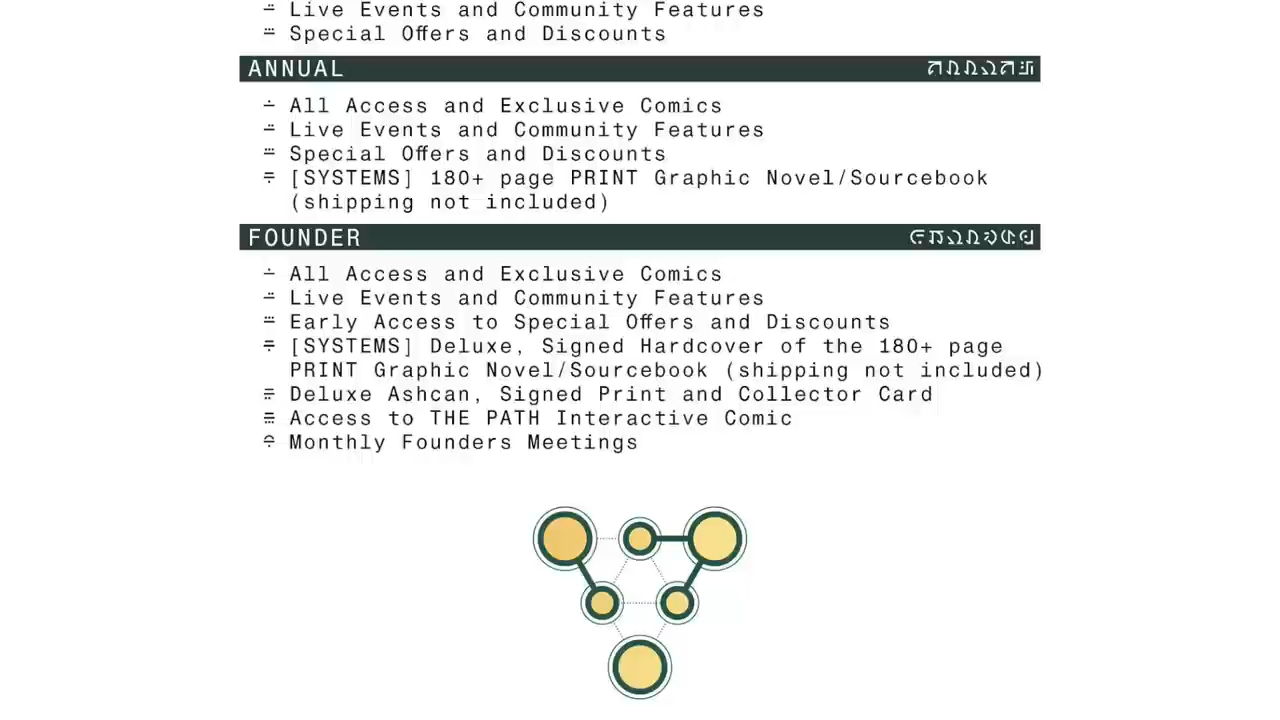 Live Events and Community Features
Special Offers and Discounts
ANNUAL
All Access and Exclusive Comics
Live Events and Community Features
Special Offers and Discounts
[SYSTEMS] 180+ page PRINT Graphic Novel/Sourcebook
(shipping not included)
FOUNDER
All Access and Exclusive Comics
Live Events and Community Features
Early Access to Special Offers and Discounts
[SYSTEMS] Deluxe, Signed Hardcover of the 180+ page
PRINT Graphic Novel/Sourcebook (shipping not included)
Deluxe Ashcan, Signed Print and Collector Card
Access to THE PATH Interactive Comic
Monthly Founders Meetings